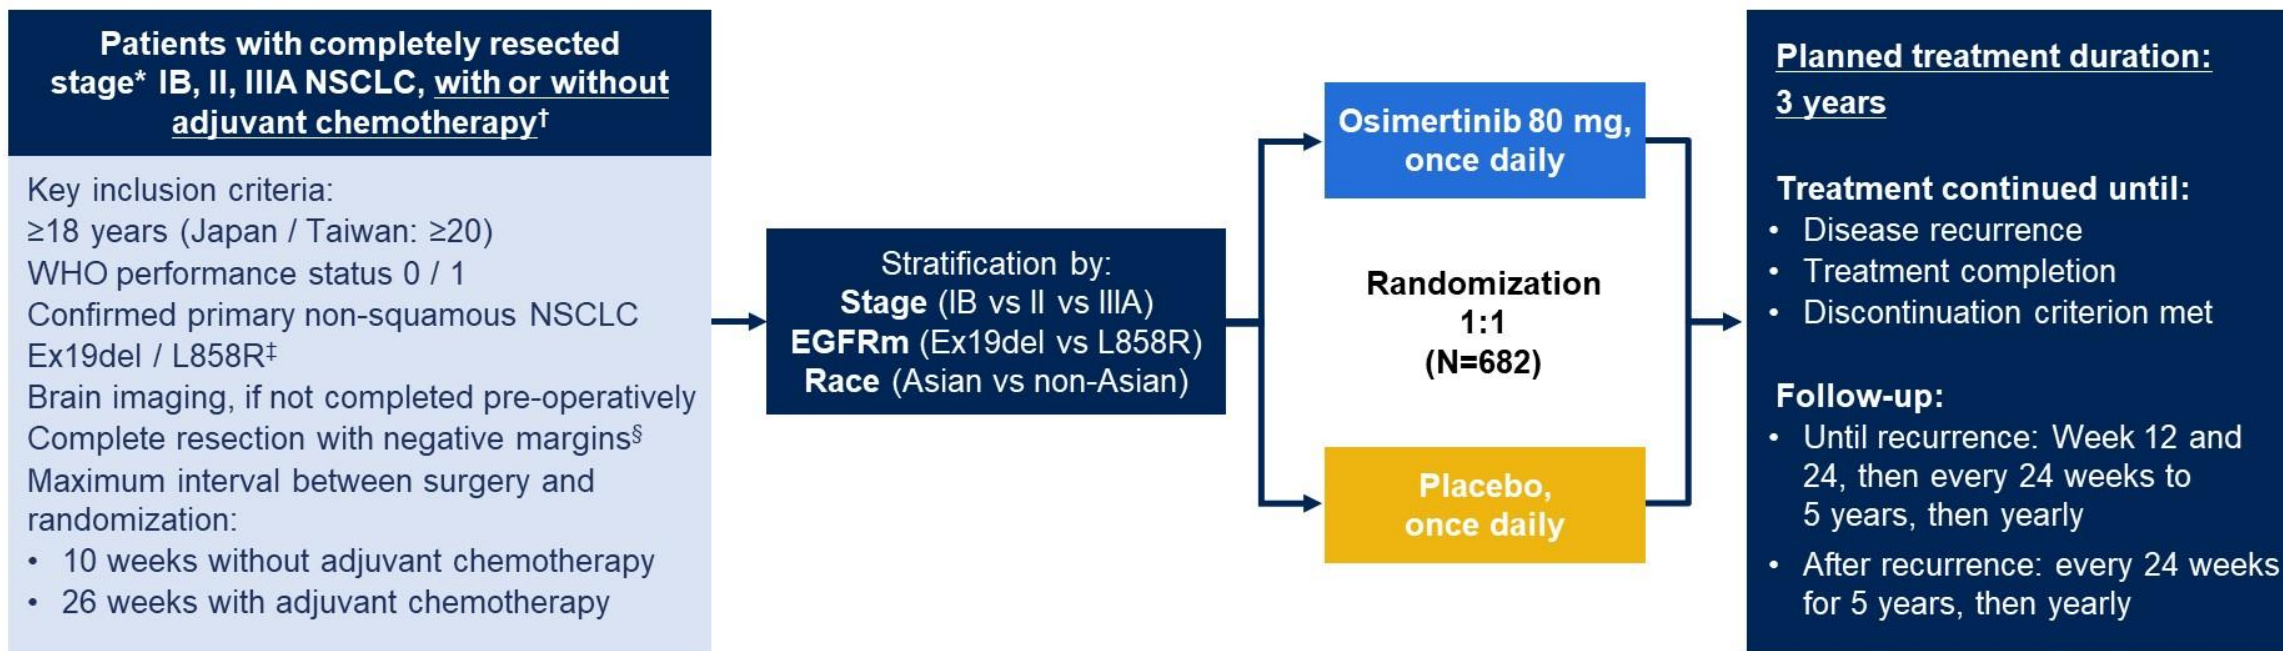 Patients with completely resected
stage* IB, II, IIIA NSCLC, with or without
adjuvant chemotherapy†
Key inclusion criteria:
≥18 years (Japan / Taiwan: ≥20)
WHO performance status 0 / 1
Confirmed primary non-squamous NSCLC
Ex19del / L858R‡
Brain imaging, if not completed pre-operatively
Complete resection with negative margins§
Maximum interval between surgery and
randomization:
• 10 weeks without adjuvant chemotherapy
• 26 weeks with adjuvant chemotherapy
Stratification by:
Stage (IB vs II vs IIIA)
EGFRm (Ex19del vs L858R)
Race (Asian vs non-Asian)
Osimertinib 80 mg,
once daily
Randomization
1:1
(N=682)
Placebo,
once daily
Planned treatment duration:
3 years
Treatment continued until:
• Disease recurrence
• Treatment completion
• Discontinuation criterion met
Follow-up:
• Until recurrence: Week 12 and
24, then every 24 weeks to
5 years, then yearly
• After recurrence: every 24 weeks
for 5 years, then yearly